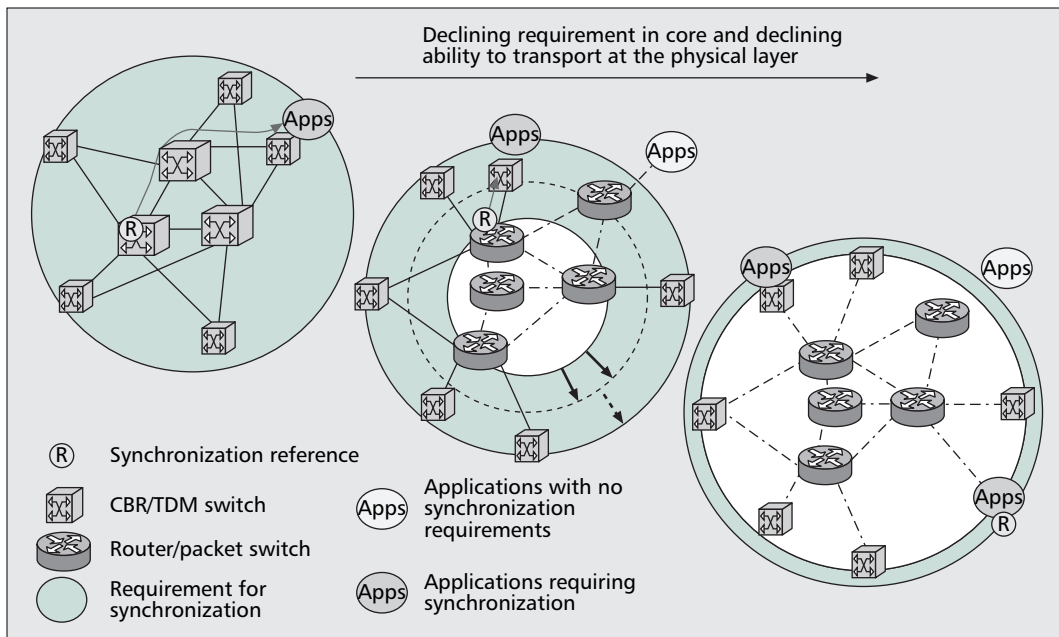 Declining requirement in core and declining
ability to transport at the physical layer
Apps
R
Apps
Apps
R
Apps
Apps
Apps
R
R
Synchronization reference
CBR/TDM switch
Router/packet switch
Requirement for
synchronization
Apps
Applications with no
synchronization
requirements
Apps
Applications requiring
synchronization